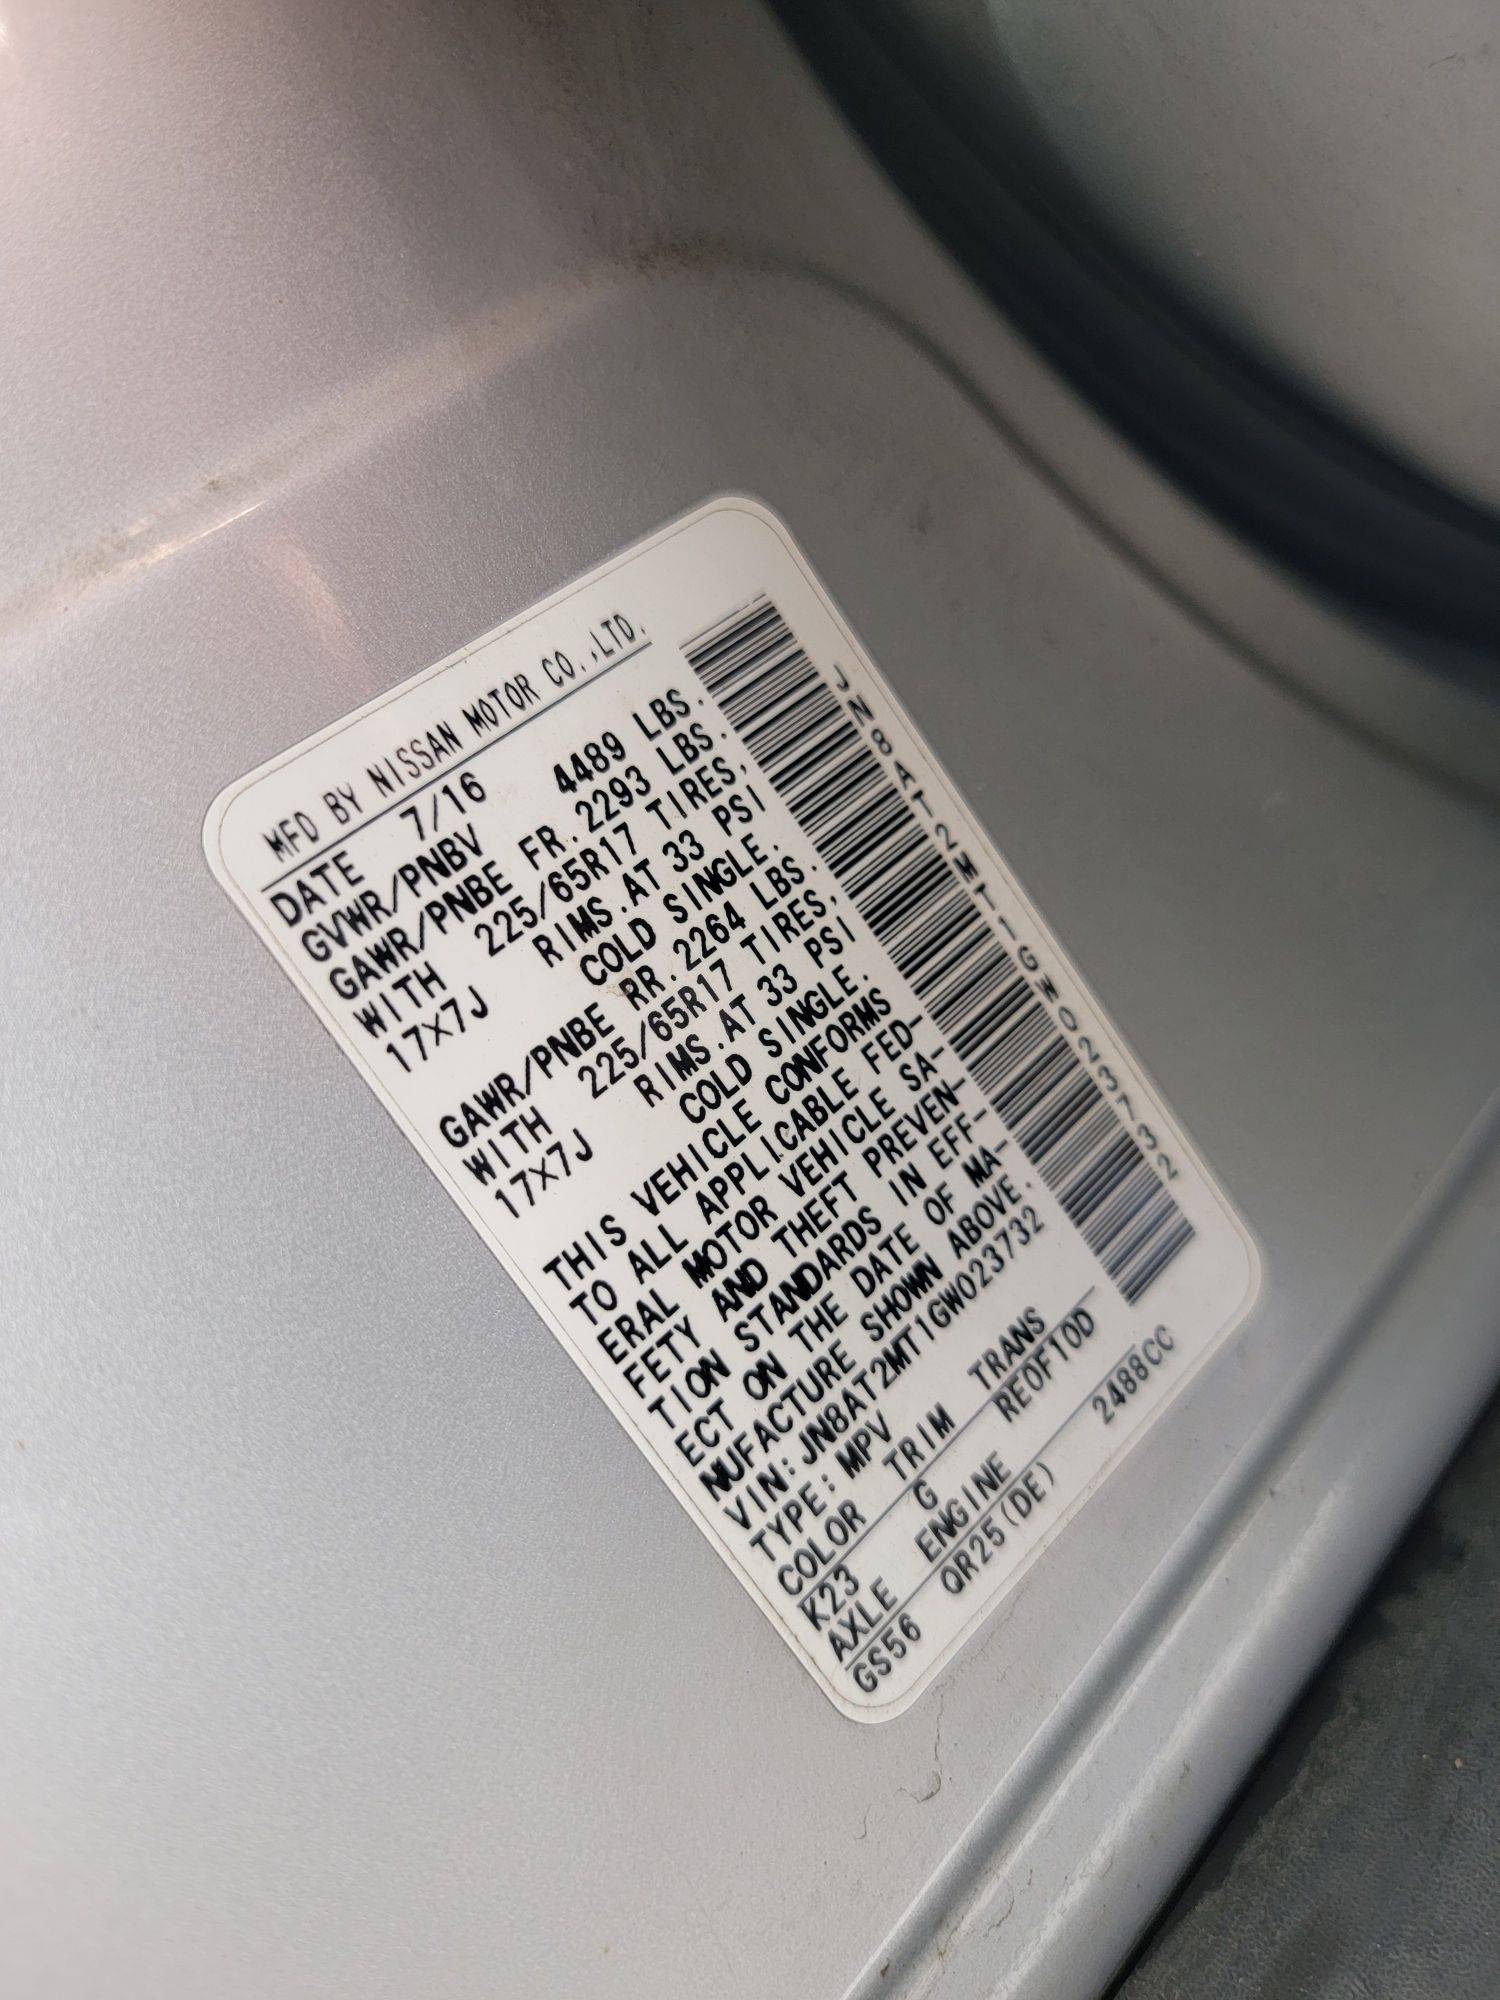 MFD BY NISSAN MOTOR CO.,LTD.
DATE 7/16
GVWR/PNBV 4489 LBS.
GAWR/PNBE FR. 2293 LBS.
WITH 225/65R17 TIRES,
17×7J RIMS.AT 33 PSI
COLD SINGLE.
GAWR/PNBE RR. 2264 LBS.
WITH 225/65R17 TIRES,
17×7J RIMS.AT 33 PSI
COLD SINGLE.
THIS VEHICLE CONFORMS
TO ALL APPLICABLE FED-
ERAL MOTOR VEHICLE SA-
FETY AND THEFT PREVEN-
TION STANDARDS IN EFF-
ECT ON THE DATE OF MA-
NUFACTURE SHOWN ABOVE.
VIN:JN8AT2MT1GW023732
TYPE: MPV
COLOR TRIM TRANS
K23 G RE0F10D
AXLE ENGINE
GS56 QR25(DE) 2488CC
JN8AT2MT1GW023732